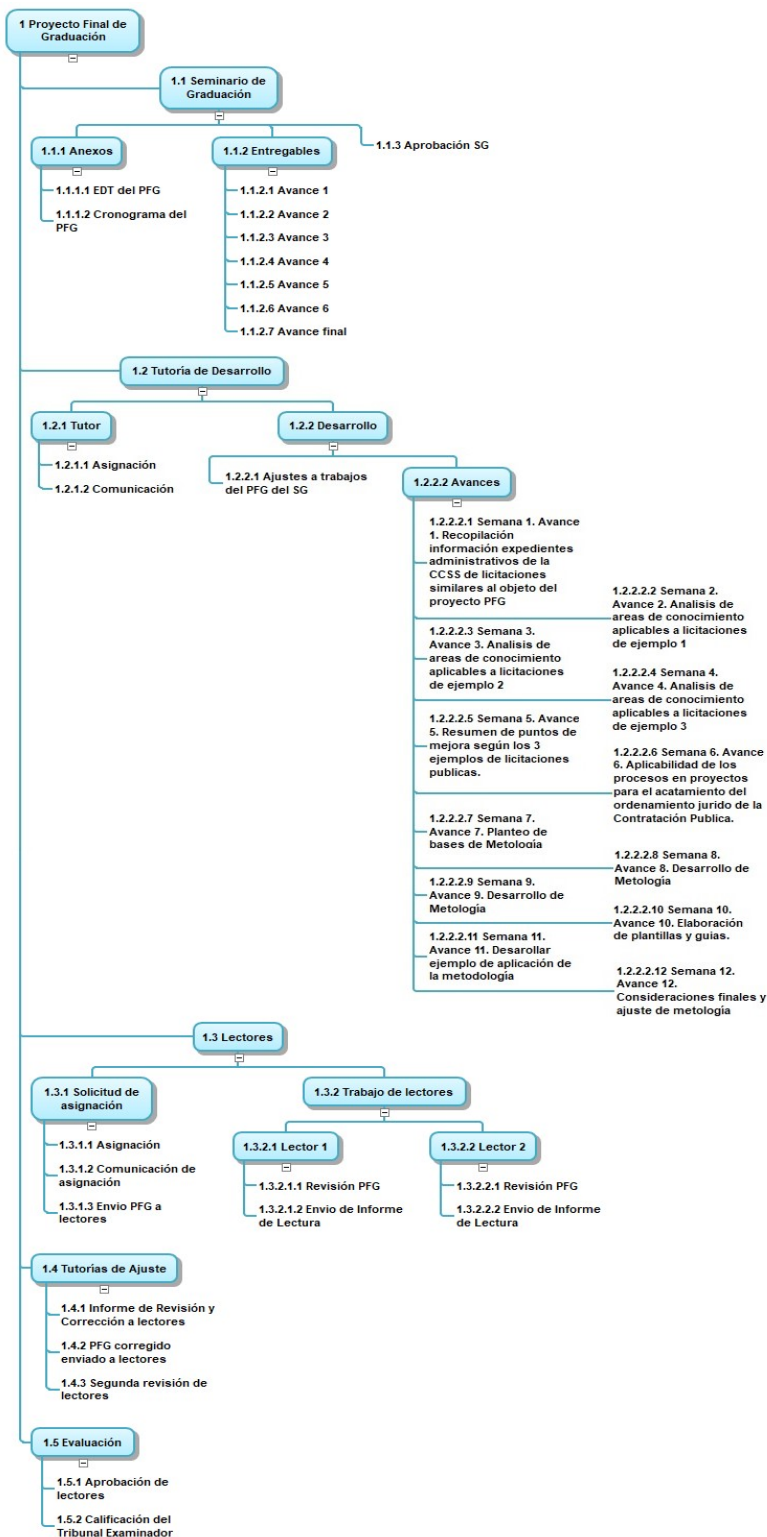 1 Proyecto Final de
Graduación
1.1 Seminario de
Graduación
1.1.1 Anexos
1.1.1.1 EDT del PFG
1.1.1.2 Cronograma del
PFG
1.1.2 Entregables
1.1.2.1 Avance 1
1.1.2.2 Avance 2
1.1.2.3 Avance 3
1.1.2.4 Avance 4
1.1.2.5 Avance 5
1.1.2.6 Avance 6
1.1.2.7 Avance final
1.1.3 Aprobación SG
1.2 Tutoría de Desarrollo
1.2.1 Tutor
1.2.1.1 Asignación
1.2.1.2 Comunicación
1.2.2 Desarrollo
1.2.2.1 Ajustes a trabajos
del PFG del SG
1.2.2.2 Avances
1.2.2.2.1 Semana 1. Avance
1. Recopilación
información expedientes
administrativos de la
CCSS de licitaciones
similares al objeto del
proyecto PFG
1.2.2.2.2 Semana 2.
Avance 2. Analisis de
areas de conocimiento
aplicables a licitaciones
de ejemplo 1
1.2.2.2.3 Semana 3.
Avance 3. Analisis de
areas de conocimiento
aplicables a licitaciones
de ejemplo 2
1.2.2.2.4 Semana 4.
Avance 4. Analisis de
areas de conocimiento
aplicables a licitaciones
de ejemplo 3
1.2.2.2.5 Semana 5. Avance
5. Resumen de puntos de
mejora según los 3
ejemplos de licitaciones
publicas.
1.2.2.2.6 Semana 6. Avance
6. Aplicabilidad de los
procesos en proyectos
para el acatamiento del
ordenamiento jurido de la
Contratación Publica.
1.2.2.2.7 Semana 7.
Avance 7. Planteo de
bases de Metología
1.2.2.2.8 Semana 8.
Avance 8. Desarrollo de
Metología
1.2.2.2.9 Semana 9.
Avance 9. Desarrollo de
Metología
1.2.2.2.10 Semana 10.
Avance 10. Elaboración
de plantillas y guias.
1.2.2.2.11 Semana 11.
Avance 11. Desarollar
ejemplo de aplicación de
la metodología
1.2.2.2.12 Semana 12.
Avance 12.
Consideraciones finales y
ajuste de metología
1.3 Lectores
1.3.1 Solicitud de
asignación
1.3.1.1 Asignación
1.3.1.2 Comunicación de
asignación
1.3.1.3 Envio PFG a
lectores
1.3.2 Trabajo de lectores
1.3.2.1 Lector 1
1.3.2.1.1 Revisión PFG
1.3.2.1.2 Envio de Informe
de Lectura
1.3.2.2 Lector 2
1.3.2.2.1 Revisión PFG
1.3.2.2.2 Envio de Informe
de Lectura
1.4 Tutorías de Ajuste
1.4.1 Informe de Revisión y
Corrección a lectores
1.4.2 PFG corregido
enviado a lectores
1.4.3 Segunda revisión de
lectores
1.5 Evaluación
1.5.1 Aprobación de
lectores
1.5.2 Calificación del
Tribunal Examinador